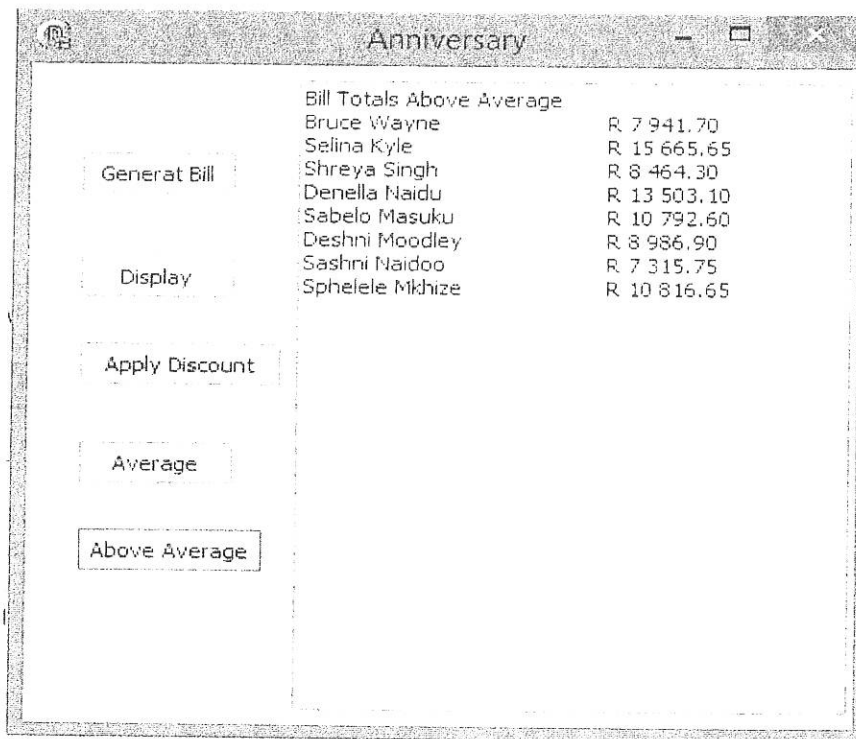 Anniversary
Generat Bill
Display
Apply Discount
Average
Above Average
Bill Totals Above Average
Bruce Wayne R 7 941.70
Selina Kyle R 15 665.65
Shreya Singh R 8 464.30
Denella Naidu R 13 503.10
Sabelo Masuku R 10 792.60
Deshni Moodley R 8 986.90
Sashni Naidoo R 7 315.75
Sphelele Mkhize R 10 816.65